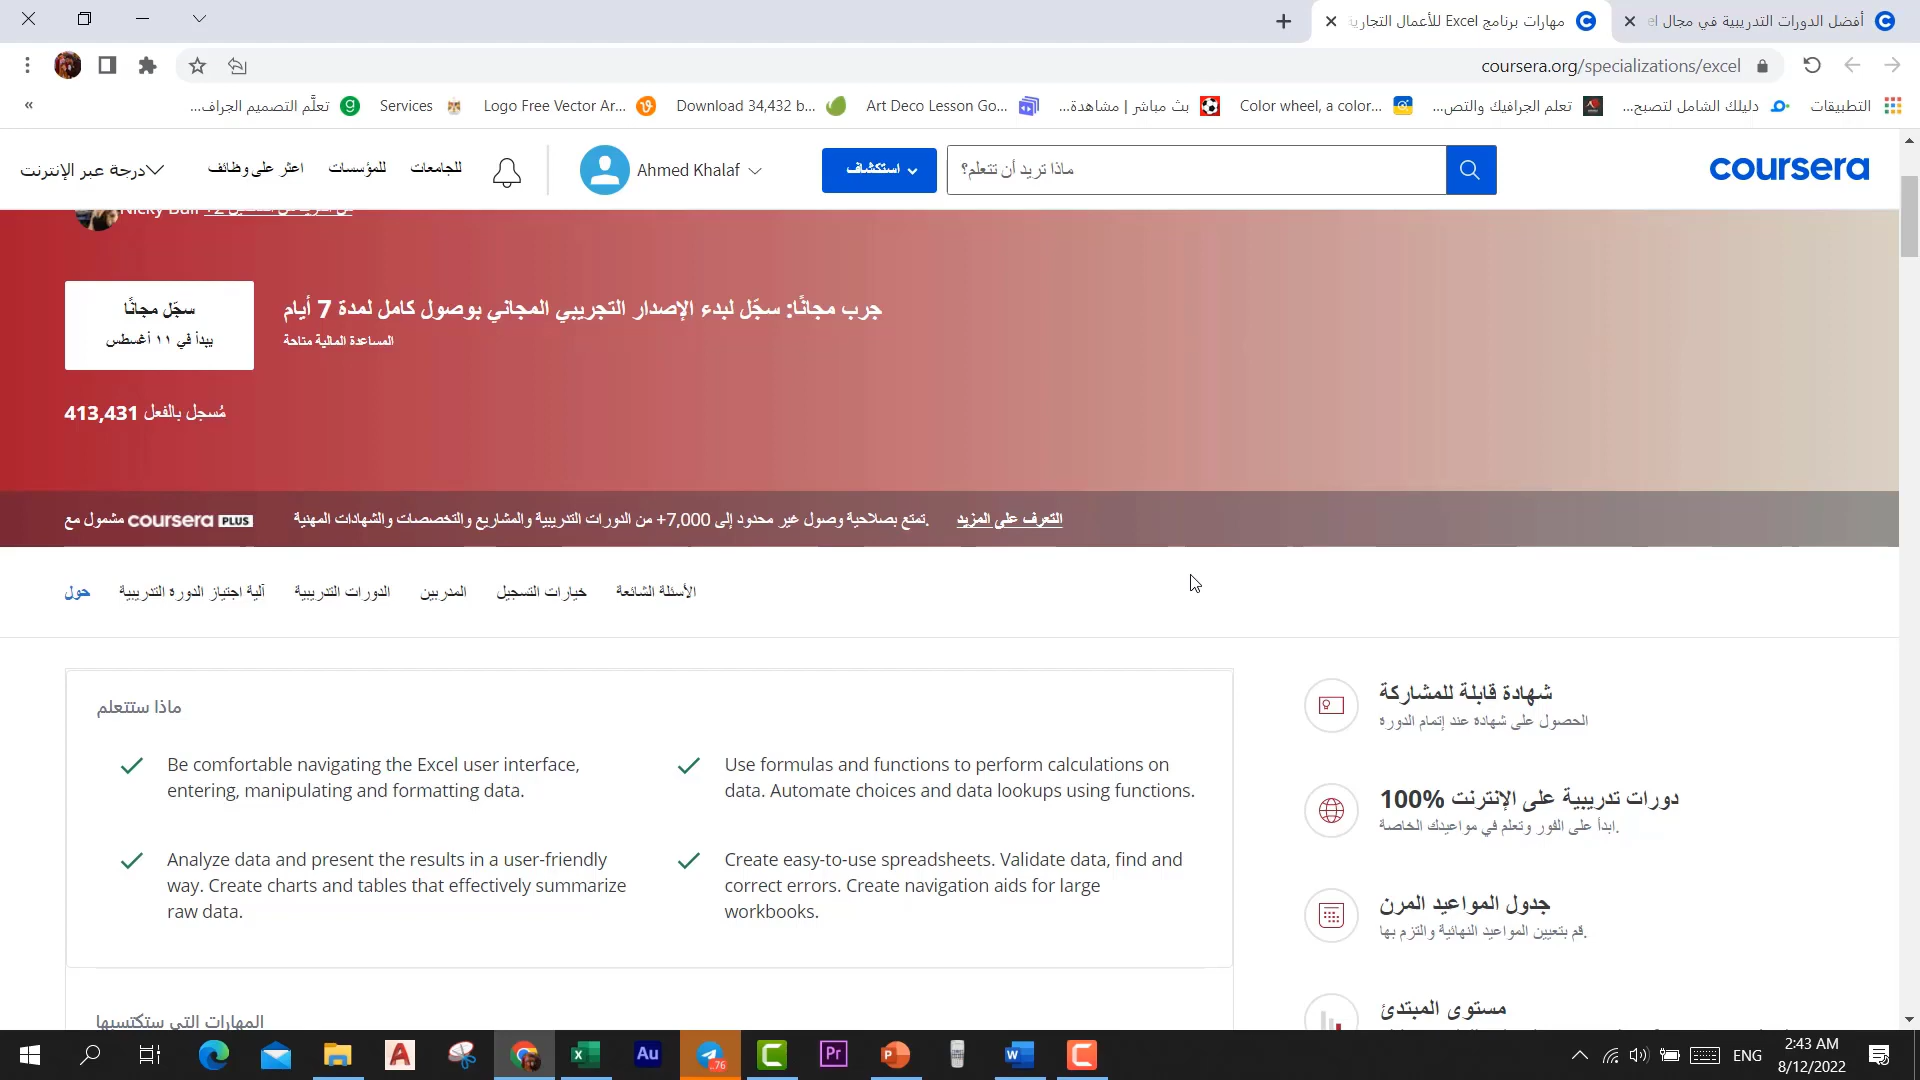 أفضل الدورات التدريبية في مجال
مهارات برنامج Excel للأعمال التجارية
coursera.org/specializations/excel
التطبيقات
دليلك الشامل لتصبح...
تعلم الجرافيك والتص...
Color wheel, a color...
بث مباشر | مشاهدة...
Art Deco Lesson Go...
Download 34,432 b...
Logo Free Vector Ar...
Services
تعلَّم التصميم الجراف...
»
coursera
ماذا تريد أن تتعلم؟
استكشاف
Ahmed Khalaf
للجامعات
للمؤسسات
اعثر على وظائف
درجة عبر الإنترنت
سجّل مجانًا
يبدأ في ١١ أغسطس
جرب مجانًا: سجّل لبدء الإصدار التجريبي المجاني بوصول كامل لمدة 7 أيام
المساعدة المالية متاحة
413,431 مُسجل بالفعل
مشمول مع coursera PLUS
تمتع بصلاحية وصول غير محدود إلى 7,000+ من الدورات التدريبية والمشاريع والتخصصات والشهادات المهنية.
التعرف على المزيد
حول
آلية اجتياز الدورة التدريبية
الدورات التدريبية
المدربين
خيارات التسجيل
الأسئلة الشائعة
ماذا ستتعلم
Be comfortable navigating the Excel user interface,
entering, manipulating and formatting data.
Use formulas and functions to perform calculations on
data. Automate choices and data lookups using functions.
Analyze data and present the results in a user-friendly
way. Create charts and tables that effectively summarize
raw data.
Create easy-to-use spreadsheets. Validate data, find and
correct errors. Create navigation aids for large
workbooks.
المهارات التي ستكتسبها
شهادة قابلة للمشاركة
الحصول على شهادة عند إتمام الدورة
100% دورات تدريبية على الإنترنت
ابدأ على الفور وتعلم في مواعيدك الخاصة.
جدول المواعيد المرن
قم بتعيين المواعيد النهائية والتزم بها.
مستوى المبتدئ
Au
..76
Pr
ENG
2:43 AM
8/12/2022